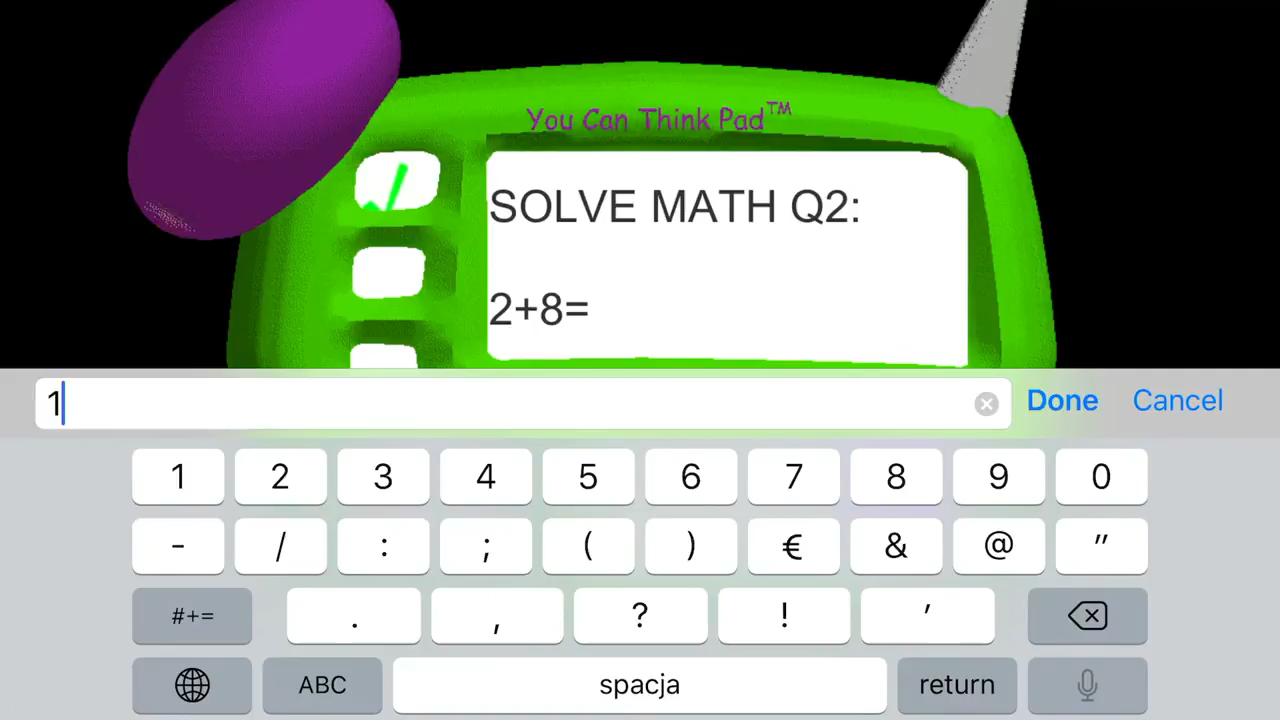 You Can Think Pad™
SOLVE MATH Q2:
2+8=
1
Done
Cancel
1 2 3 4 5 6 7 8 9 0
- / : ; ( ) € & @ "
#+= . , ? ! '
ABC spacja return